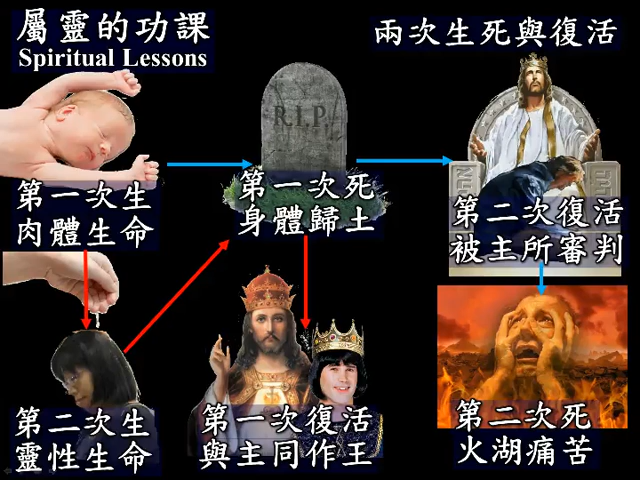 屬靈的功課
Spiritual Lessons
兩次生死與復活
第一次生
肉體生命
R.I.P.
第一次死
身體歸土
第二次復活
被主所審判
第二次生
靈性生命
第一次復活
與主同作王
第二次死
火湖痛苦